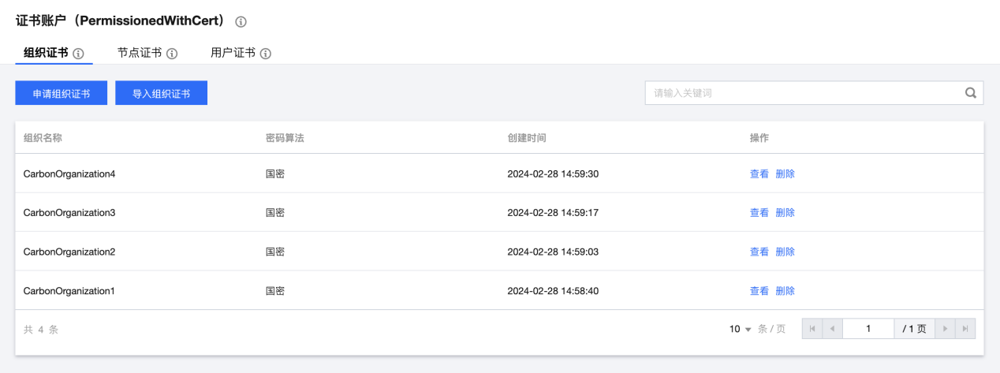 证书账户（PermissionedWithCert）
组织证书 节点证书 用户证书
申请组织证书 导入组织证书 请输入关键词
组织名称 密码算法 创建时间 操作
CarbonOrganization4 国密 2024-02-28 14:59:30 查看 删除
CarbonOrganization3 国密 2024-02-28 14:59:17 查看 删除
CarbonOrganization2 国密 2024-02-28 14:59:03 查看 删除
CarbonOrganization1 国密 2024-02-28 14:58:40 查看 删除
共 4 条 10 条 / 页 1 / 1 页